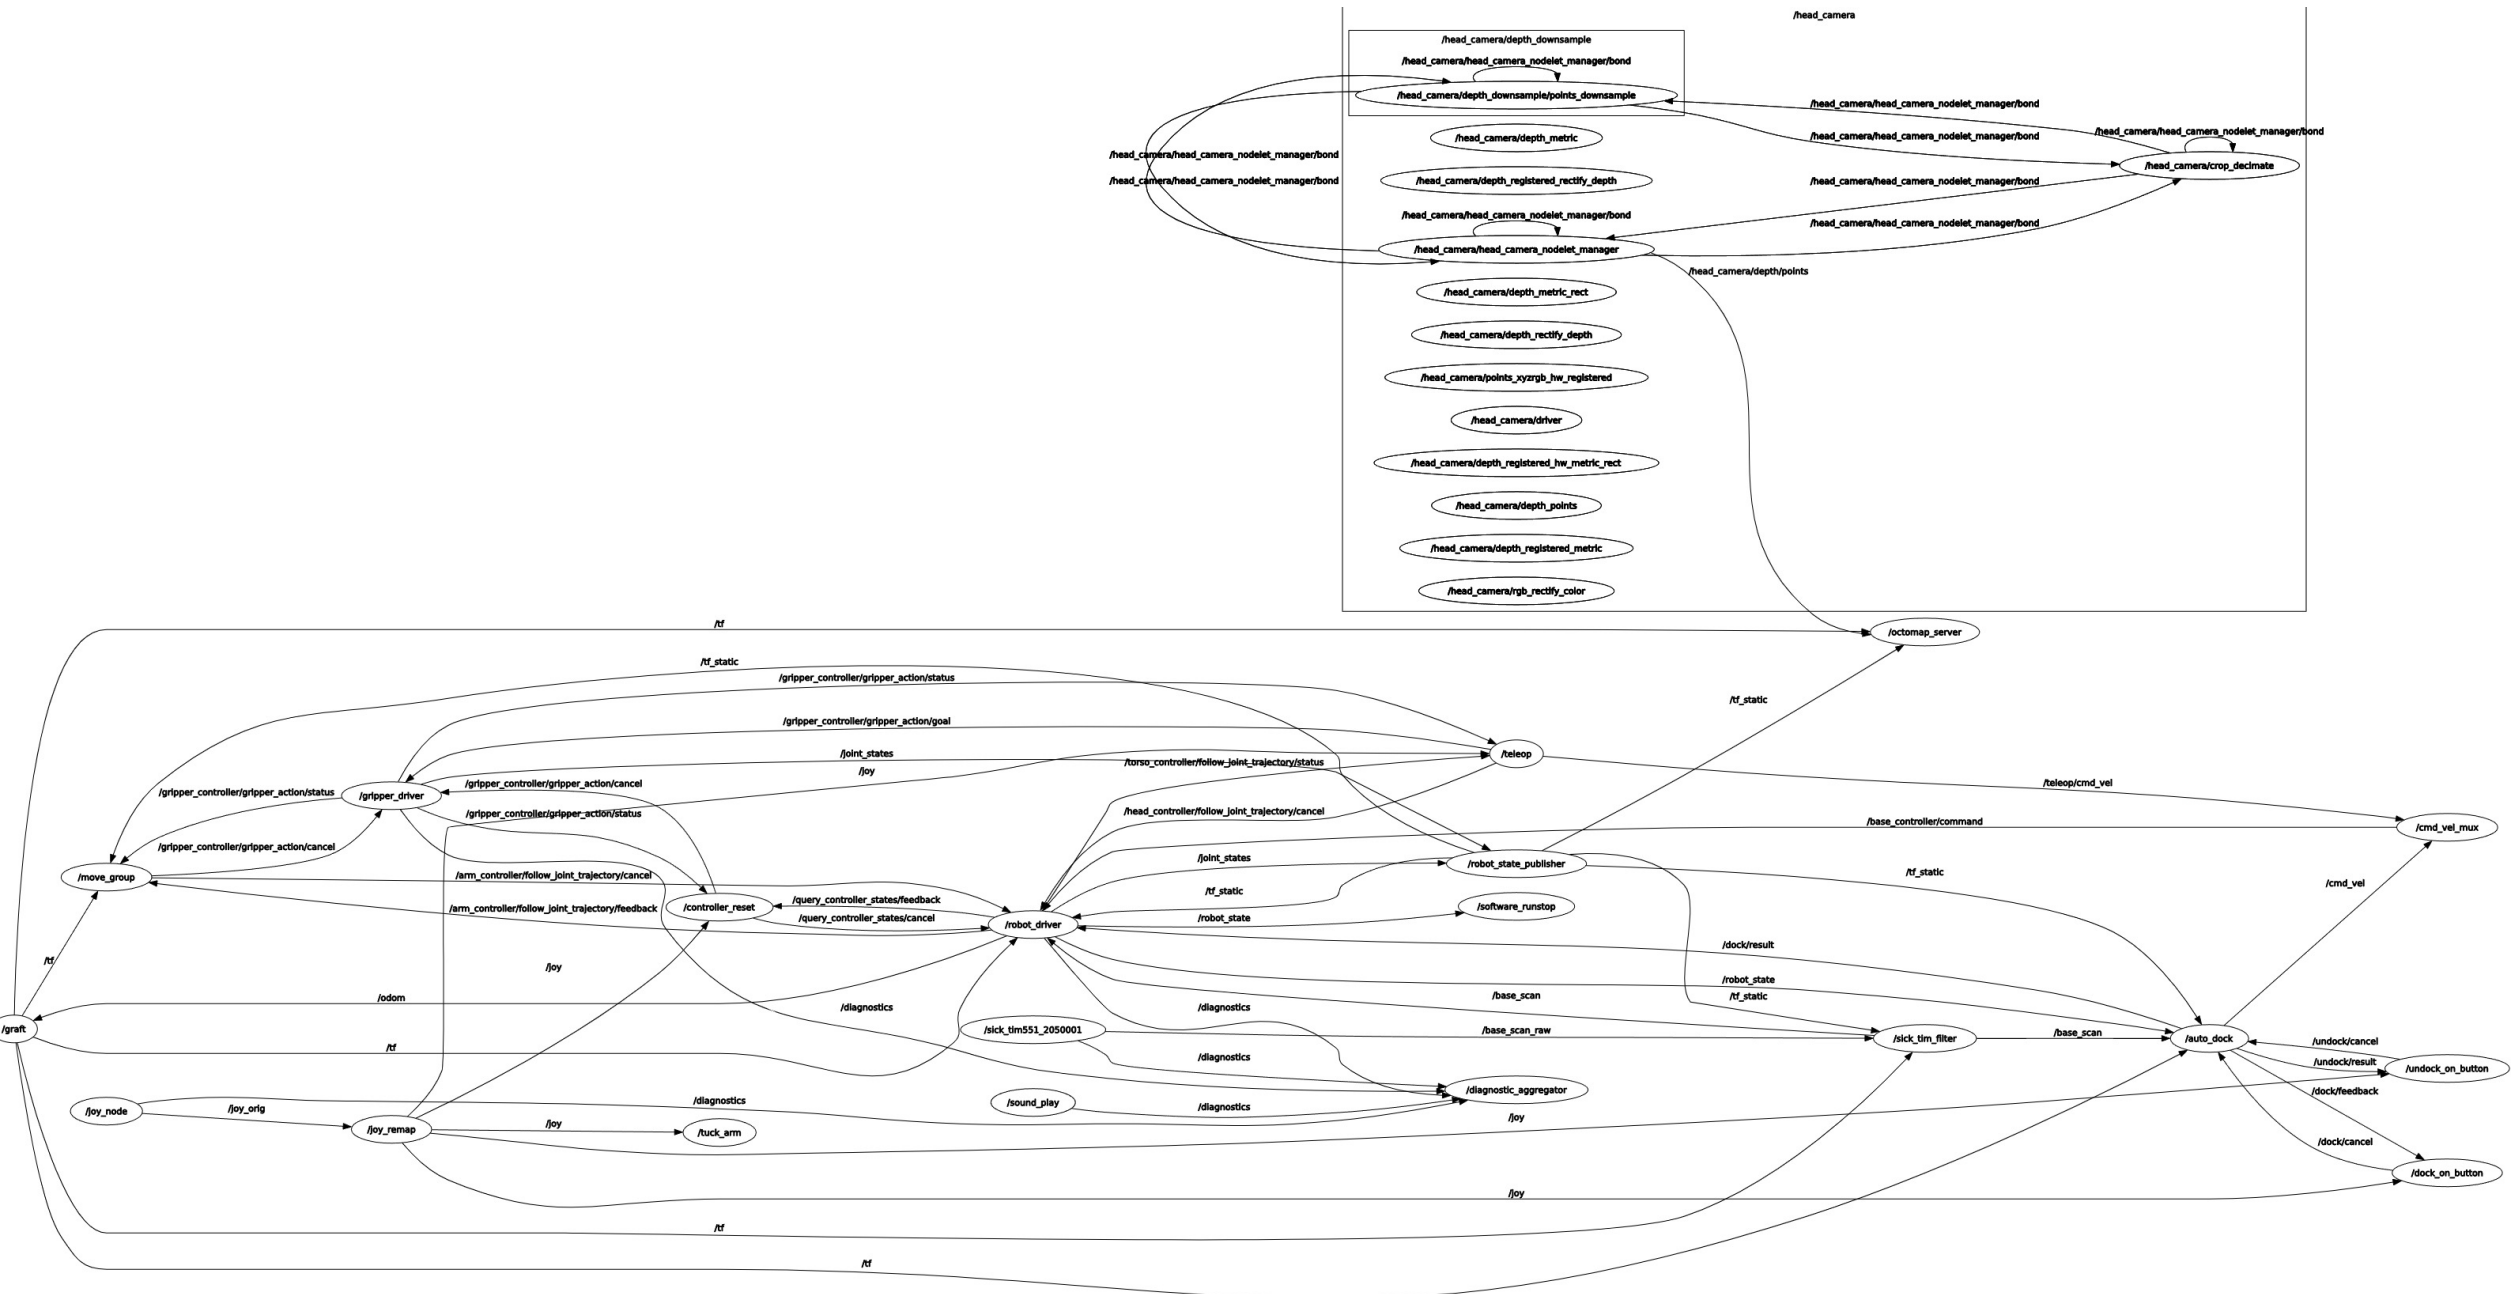 /head_camera
/head_camera/depth_downsample
/head_camera/head_camera_nodelet_manager/bond
/head_camera/depth_downsample/points_downsample
/head_camera/head_camera_nodelet_manager/bond
/head_camera/head_camera_nodelet_manager/bond
/head_camera/head_camera_nodelet_manager/bond
/head_camera/depth_metric
/head_camera/head_camera_nodelet_manager/bond
/head_camera/crop_decimate
/head_camera/depth_registered_rectify_depth
/head_camera/head_camera_nodelet_manager/bond
/head_camera/head_camera_nodelet_manager/bond
/head_camera/head_camera_nodelet_manager/bond
/head_camera/head_camera_nodelet_manager/bond
/head_camera/head_camera_nodelet_manager
/head_camera/depth/points
/head_camera/depth_metric_rect
/head_camera/depth_rectify_depth
/head_camera/points_xyzrgb_hw_registered
/head_camera/driver
/head_camera/depth_registered_hw_metric_rect
/head_camera/depth_points
/head_camera/depth_registered_metric
/head_camera/rgb_rectify_color
/tf
/octomap_server
/tf_static
/gripper_controller/gripper_action/status
/tf_static
/gripper_controller/gripper_action/goal
/joint_states
/teleop
/torso_controller/follow_joint_trajectory/status
/joy
/gripper_controller/gripper_action/cancel
/teleop/cmd_vel
/gripper_controller/gripper_action/status
/gripper_driver
/gripper_controller/gripper_action/status
/head_controller/follow_joint_trajectory/cancel
/base_controller/command
/cmd_vel_mux
/gripper_controller/gripper_action/cancel
/joint_states
/robot_state_publisher
/move_group
/arm_controller/follow_joint_trajectory/cancel
/tf_static
/cmd_vel
/tf_static
/query_controller_states/feedback
/arm_controller/follow_joint_trajectory/feedback
/controller_reset
/software_runstop
/query_controller_states/cancel
/robot_state
/robot_driver
/dock/result
/tf
/joy
/robot_state
/odom
/diagnostics
/diagnostics
/base_scan
/tf_static
/graft
/sick_tim551_2050001
/base_scan_raw
/sick_tim_filter
/base_scan
/auto_dock
/undock/cancel
/tf
/diagnostics
/undock/result
/undock_on_button
/diagnostic_aggregator
/dock/feedback
/joy_node
/joy_orig
/diagnostics
/sound_play
/diagnostics
/joy
/joy_remap
/joy
/tuck_arm
/dock/cancel
/dock_on_button
/joy
/tf
/tf